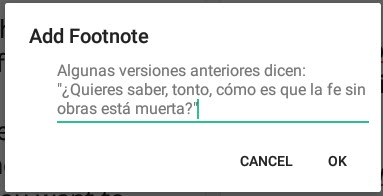 Add Footnote
Algunas versiones anteriores dicen:
"¿Quieres saber, tonto, cómo es que la fe sin
obras está muerta?"
CANCEL OK